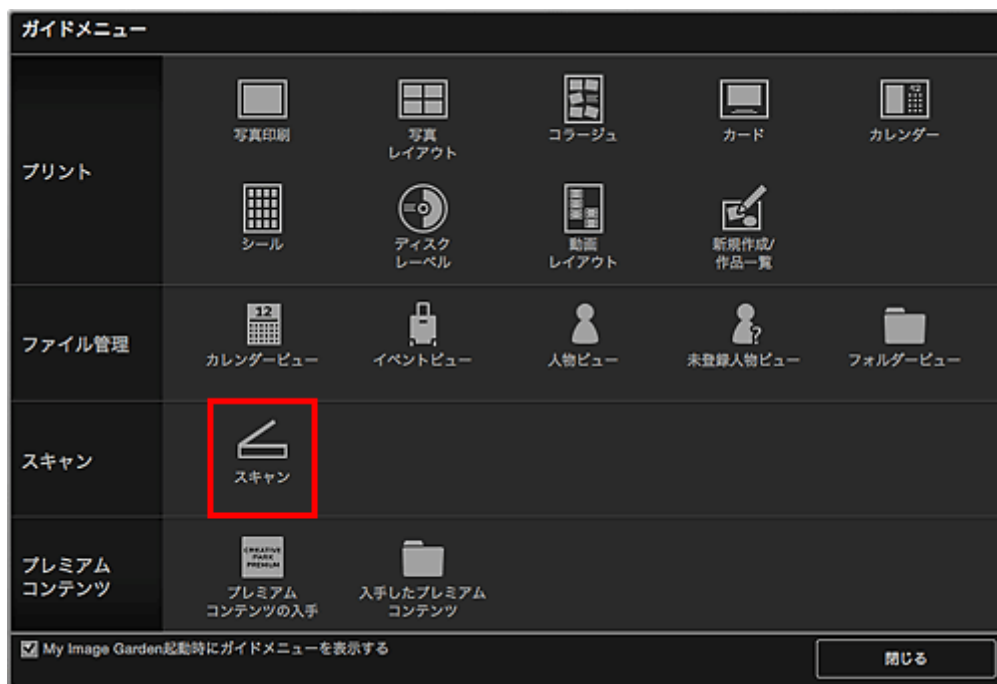 ガイドメニュー
プリント
写真印刷
写真
レイアウト
コラージュ
カード
カレンダー
シール
ディスク
レーベル
動画
レイアウト
新規作成/
作品一覧
ファイル管理
12
カレンダービュー
イベントビュー
人物ビュー
未登録人物ビュー
フォルダービュー
スキャン
スキャン
プレミアム
コンテンツ
CREATIVE
PARK
PREMIUM
プレミアム
コンテンツの入手
入手したプレミアム
コンテンツ
My Image Garden起動時にガイドメニューを表示する
閉じる